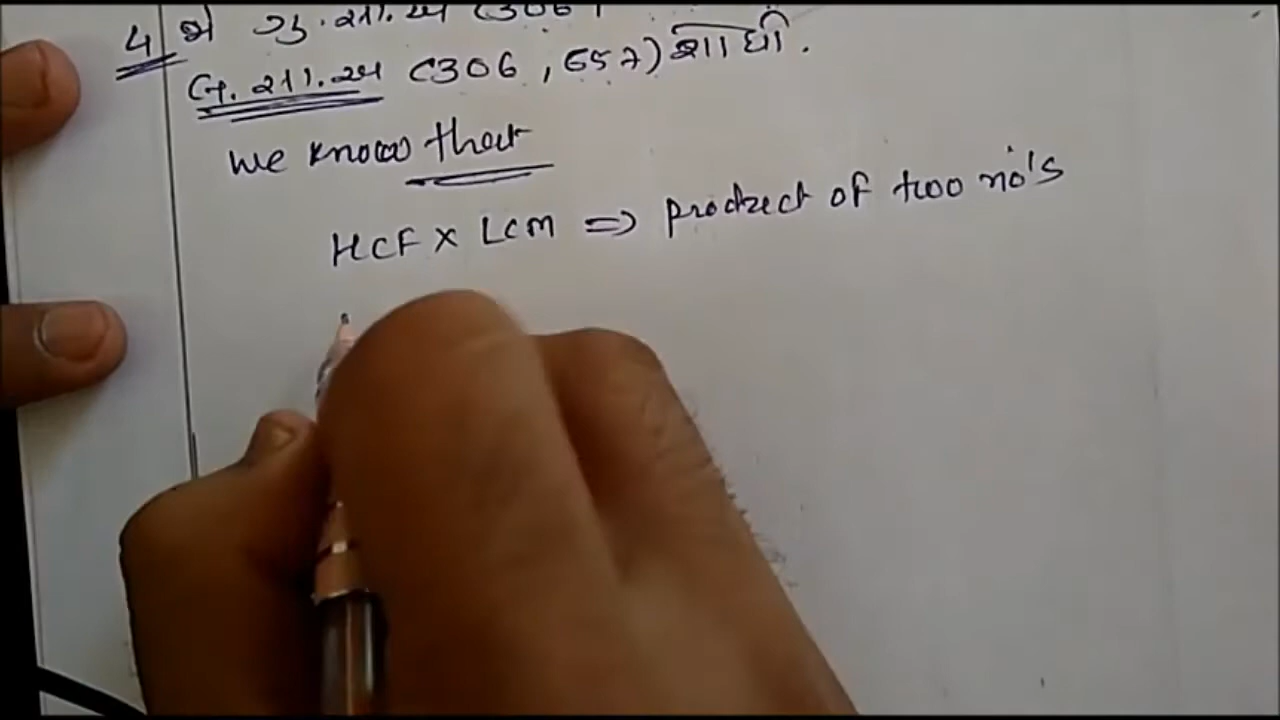 4 જો ગુ.સા.અ (306,
લ.સા.અ (306, 657) શોધો.
we know that
HCF x LCM => product of two no's